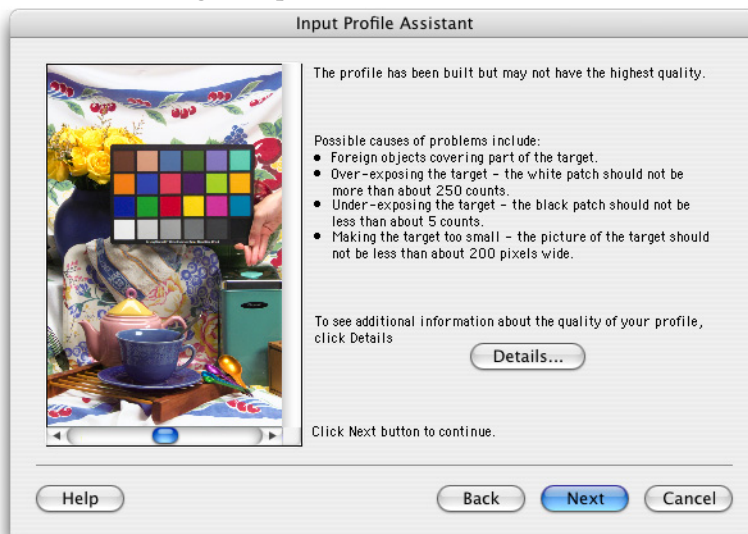 Input Profile Assistant
The profile has been built but may not have the highest quality.
Possible causes of problems include:
• Foreign objects covering part of the target.
• Over-exposing the target - the white patch should not be
more than about 250 counts.
• Under-exposing the target - the black patch should not be
less than about 5 counts.
• Making the target too small - the picture of the target should
not be less than about 200 pixels wide.
To see additional information about the quality of your profile,
click Details
Details...
Click Next button to continue.
Help
Back
Next
Cancel